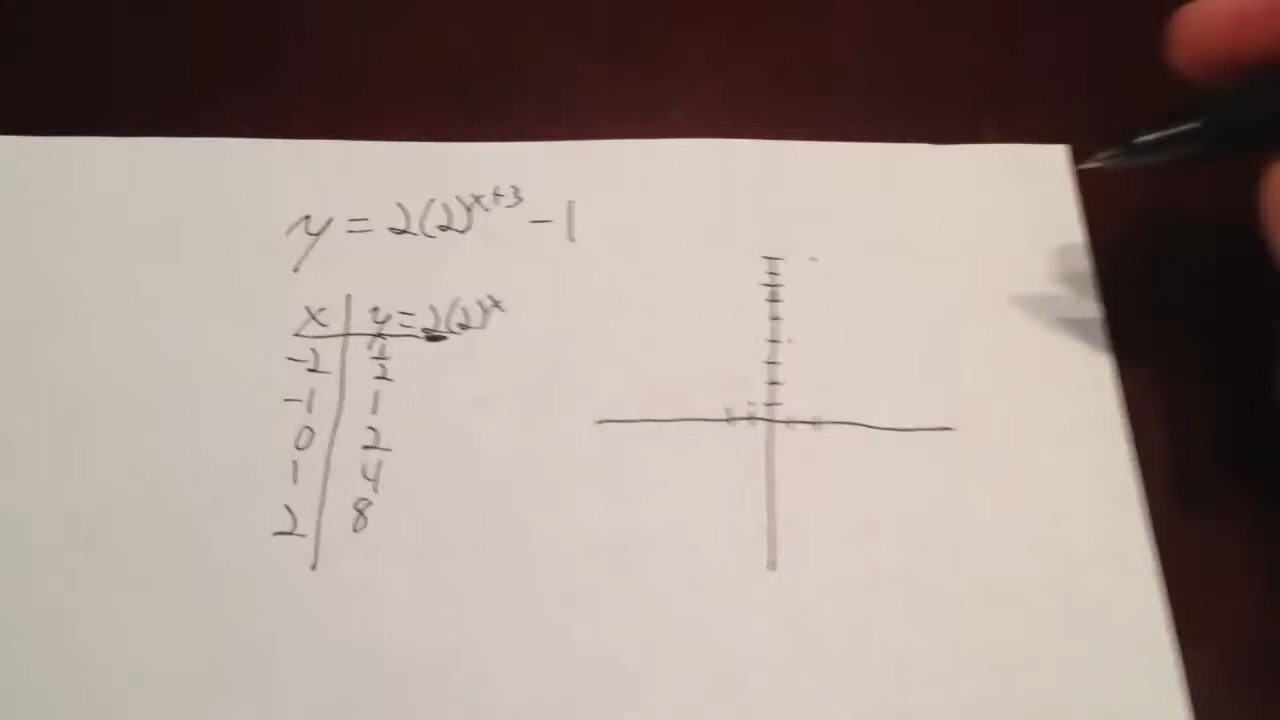 y = 2(2)^{x+3} - 1
x | y = 2(2)^x
-2 | 1/2
-1 | 1
0 | 2
1 | 4
2 | 8